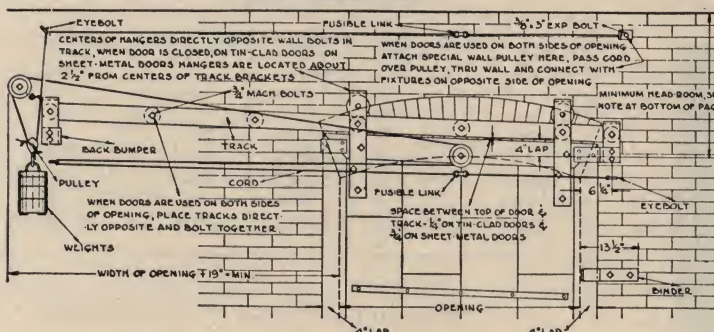 EYEBOLT
FUSIBLE LINK
3/8"·3" EXP BOLT
CENTERS OF HANGERS DIRECTLY OPPOSITE WALL BOLTS IN
TRACK, WHEN DOOR IS CLOSED, ON TIN-CLAD DOORS ON
SHEET-METAL DOORS HANGERS ARE LOCATED ABOUT
2 1/2" FROM CENTERS OF TRACK BRACKETS
WHEN DOORS ARE USED ON BOTH SIDES OF OPENING
ATTACH SPECIAL WALL PULLEY HERE, PASS CORD
OVER PULLEY, THRU WALL AND CONNECT WITH
FIXTURES ON OPPOSITE SIDE OF OPENING
3/4" MACH BOLTS
MINIMUM HEAD-ROOM,
NOTE AT BOTTOM OF
BACK BUMPER
TRACK
4" LAP
CORD
PULLEY
FUSIBLE LINK
6 1/4"
EYEBOLT
WHEN DOORS ARE USED ON BOTH SIDES
OF OPENING, PLACE TRACKS DIRECT-
LY OPPOSITE AND BOLT TOGETHER.
SPACE BETWEEN TOP OF DOOR &
TRACK-1/4" ON TIN-CLAD DOORS &
3/4" ON SHEET-METAL DOORS
WEIGHTS
13 1/2"
WIDTH OF OPENING +19"=MIN.
BINDER
OPENING
4" LAP
4" LAP